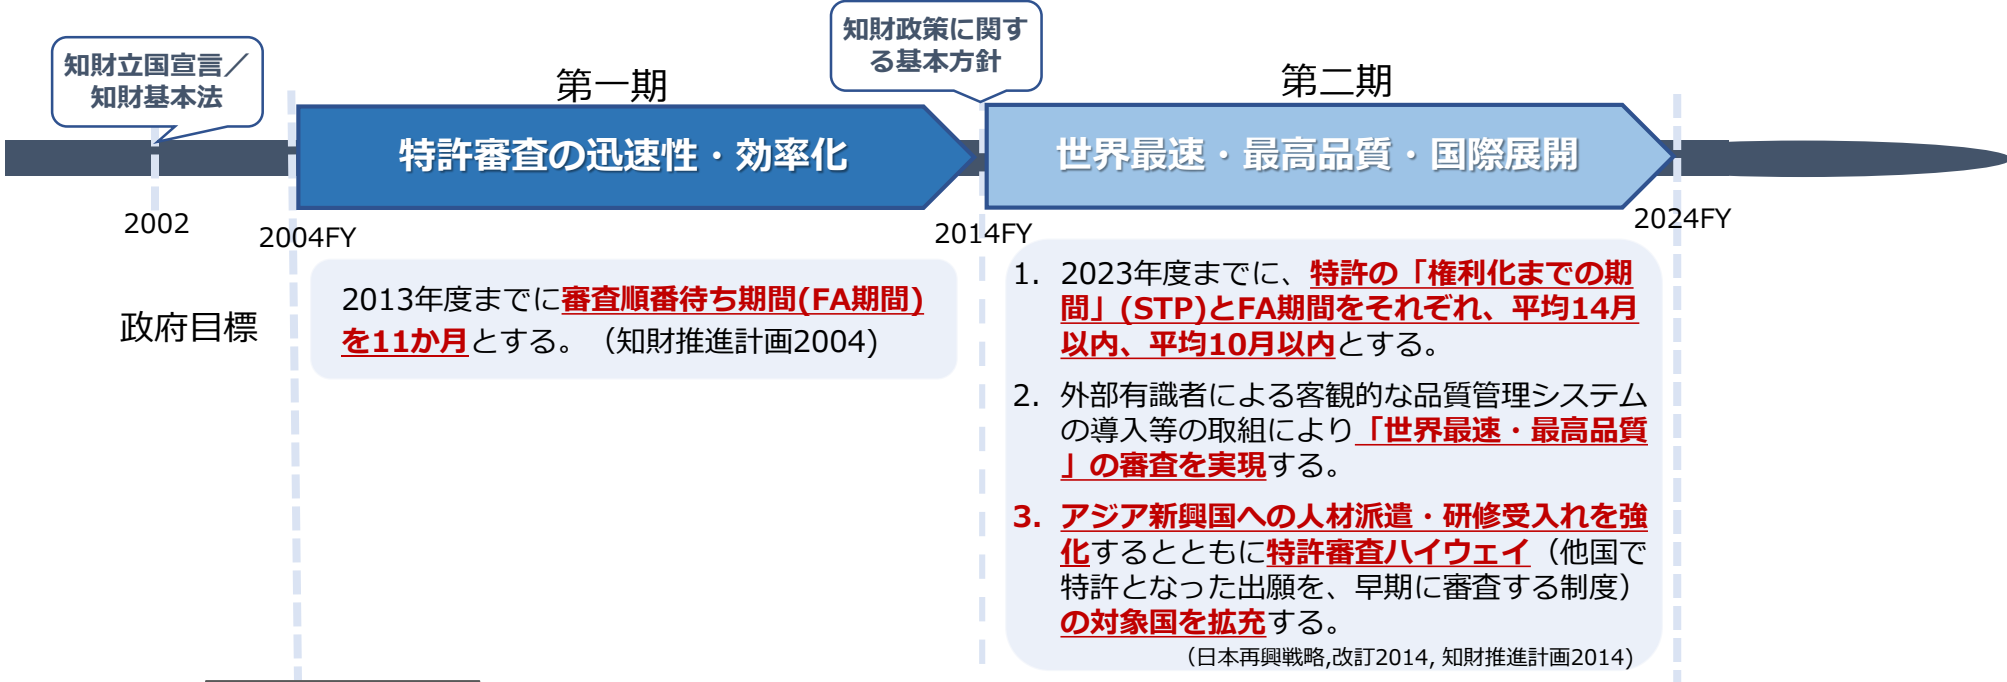 知財立国宣言／
知財基本法
第一期
知財政策に関す
る基本方針
第二期
特許審査の迅速性・効率化
世界最速・最高品質・国際展開
2002
2004FY
2014FY
2024FY
政府目標
2013年度までに審査順番待ち期間(FA期間)
を11か月とする。（知財推進計画2004)
1. 2023年度までに、特許の「権利化までの期
間」(STP)とFA期間をそれぞれ、平均14月
以内、平均10月以内とする。
2. 外部有識者による客観的な品質管理システム
の導入等の取組により「世界最速・最高品質
」の審査を実現する。
3. アジア新興国への人材派遣・研修受入れを強
化するとともに特許審査ハイウェイ（他国で
特許となった出願を、早期に審査する制度）
の対象国を拡充する。
（日本再興戦略,改訂2014, 知財推進計画2014)